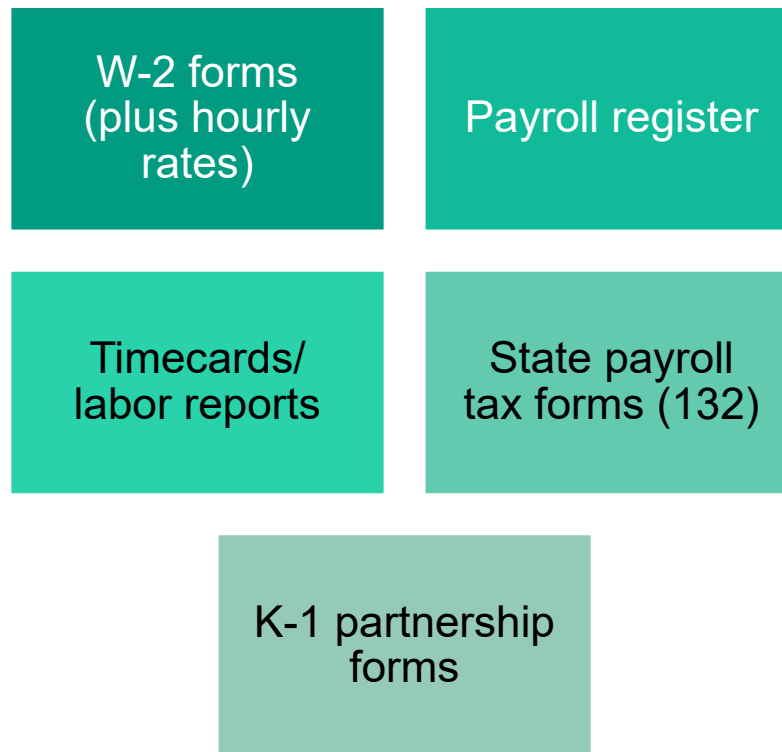 W-2 forms
(plus hourly
rates)
Payroll register
Timecards/
labor reports
State payroll
tax forms (132)
K-1 partnership
forms